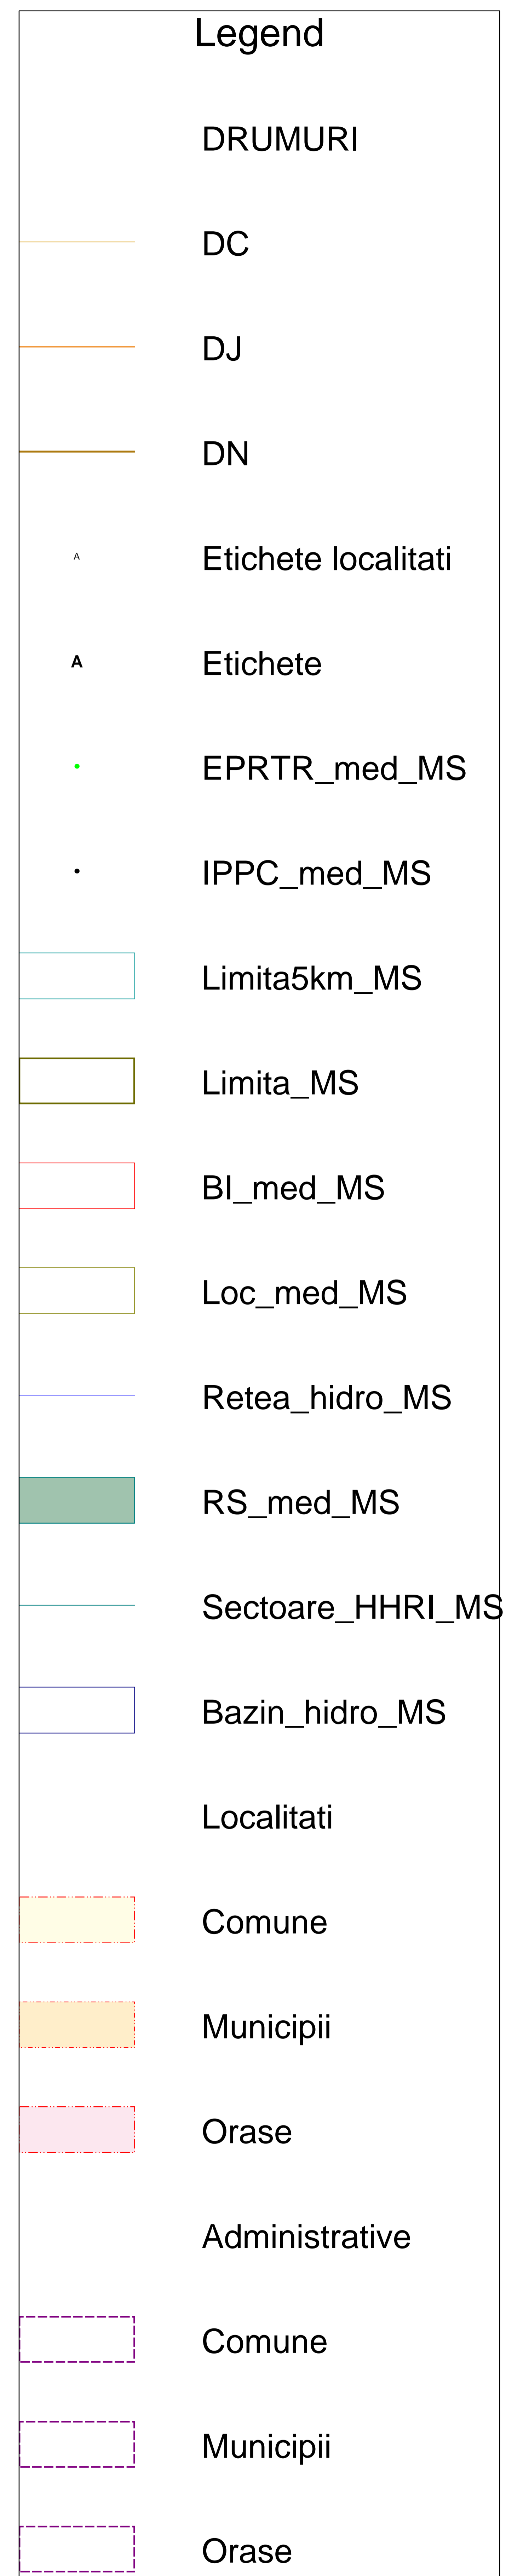 Legend
DRUMURI
DC
DJ
DN
A Etichete localitati
A Etichete
EPRTR_med_MS
IPPC_med_MS
Limita5km_MS
Limita_MS
BI_med_MS
Loc_med_MS
Retea_hidro_MS
RS_med_MS
Sectoare_HHRI_MS
Bazin_hidro_MS
Localitati
Comune
Municipii
Orase
Administrative
Comune
Municipii
Orase